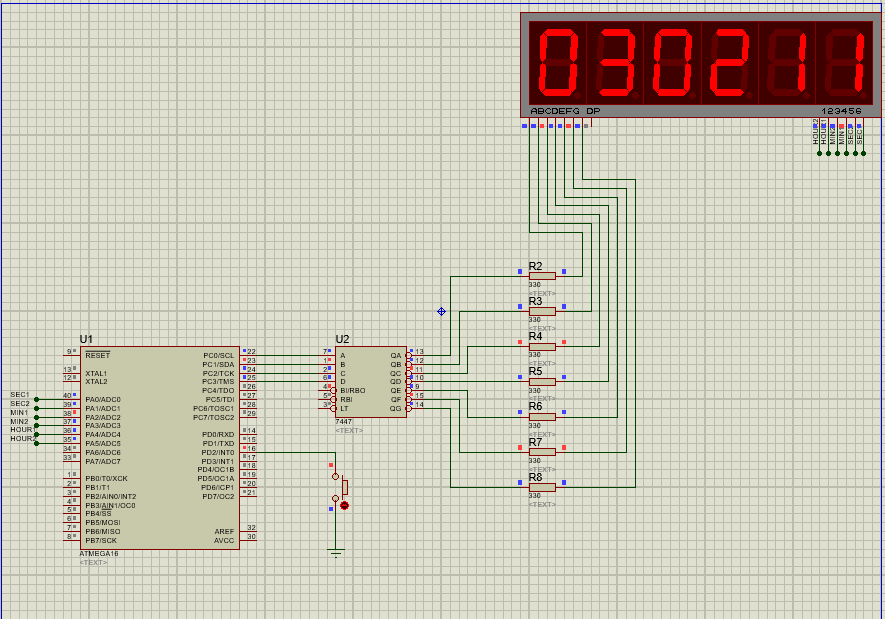 030211
ABCDEFG DP
123456
HOUR2
HOUR1
MIN2
MIN1
SEC2
SEC1
R2
330
<TEXT>
R3
330
<TEXT>
R4
330
<TEXT>
R5
330
<TEXT>
R6
330
<TEXT>
R7
330
<TEXT>
R8
330
<TEXT>
U1
9 RESET PC0/SCL 22
PC1/SDA 23
13 XTAL1 PC2/TCK 24
12 XTAL2 PC3/TMS 25
PC4/TDO 26
SEC1 40 PA0/ADC0 PC5/TDI 27
SEC2 39 PA1/ADC1 PC6/TOSC1 28
MIN1 38 PA2/ADC2 PC7/TOSC2 29
MIN2 37 PA3/ADC3
HOUR1 36 PA4/ADC4 PD0/RXD 14
HOUR2 35 PA5/ADC5 PD1/TXD 15
34 PA6/ADC6 PD2/INT0 16
33 PA7/ADC7 PD3/INT1 17
PD4/OC1B 18
1 PB0/T0/XCK PD5/OC1A 19
2 PB1/T1 PD6/ICP1 20
3 PB2/AIN0/INT2 PD7/OC2 21
4 PB3/AIN1/OC0
5 PB4/SS
6 PB5/MOSI
7 PB6/MISO AREF 32
8 PB7/SCK AVCC 30
ATMEGA16
<TEXT>
U2
7 A QA 13
1 B QB 12
2 C QC 11
6 D QD 10
4 BI/RBO QE 9
5 RBI QF 15
3 LT QG 14
7447
<TEXT>